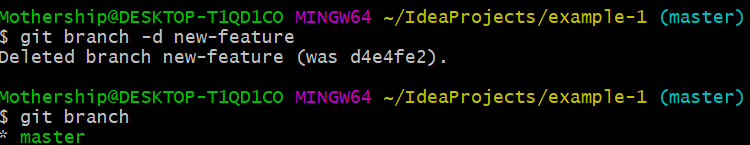 Mothership@DESKTOP-T1QD1CO MINGW64 ~/IdeaProjects/example-1 (master)
$ git branch -d new-feature
Deleted branch new-feature (was d4e4fe2).
Mothership@DESKTOP-T1QD1CO MINGW64 ~/IdeaProjects/example-1 (master)
$ git branch
* master